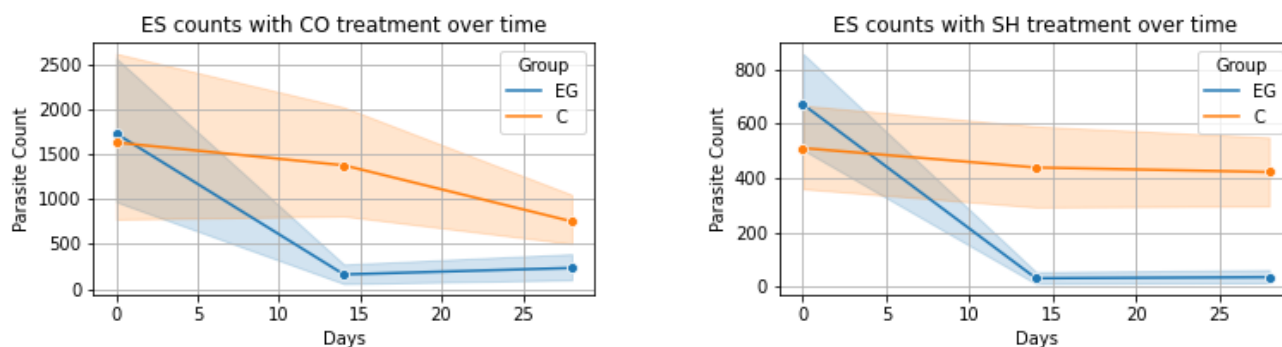 ES counts with CO treatment over time
Parasite Count
2500
2000
1500
1000
500
0
Group
EG
C
0 5 10 15 20 25
Days
ES counts with SH treatment over time
Parasite Count
800
600
400
200
0
Group
EG
C
0 5 10 15 20 25
Days